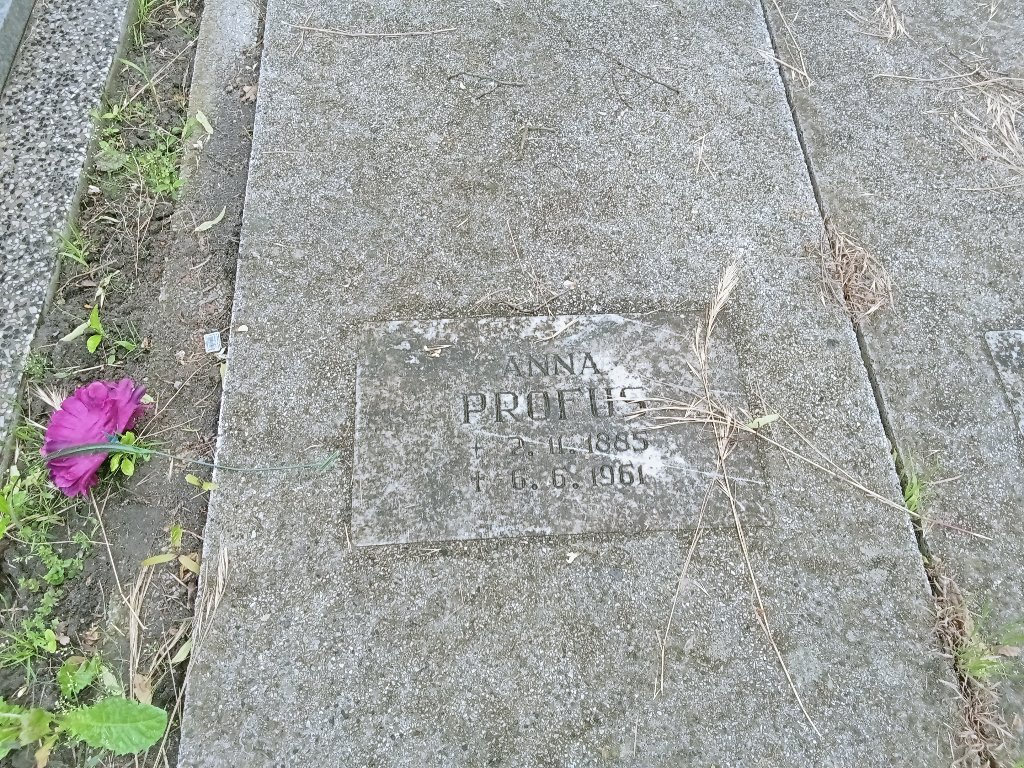 ANNA
PROFUS
+ 2. 11. 1885
+ 6. 6. 1961